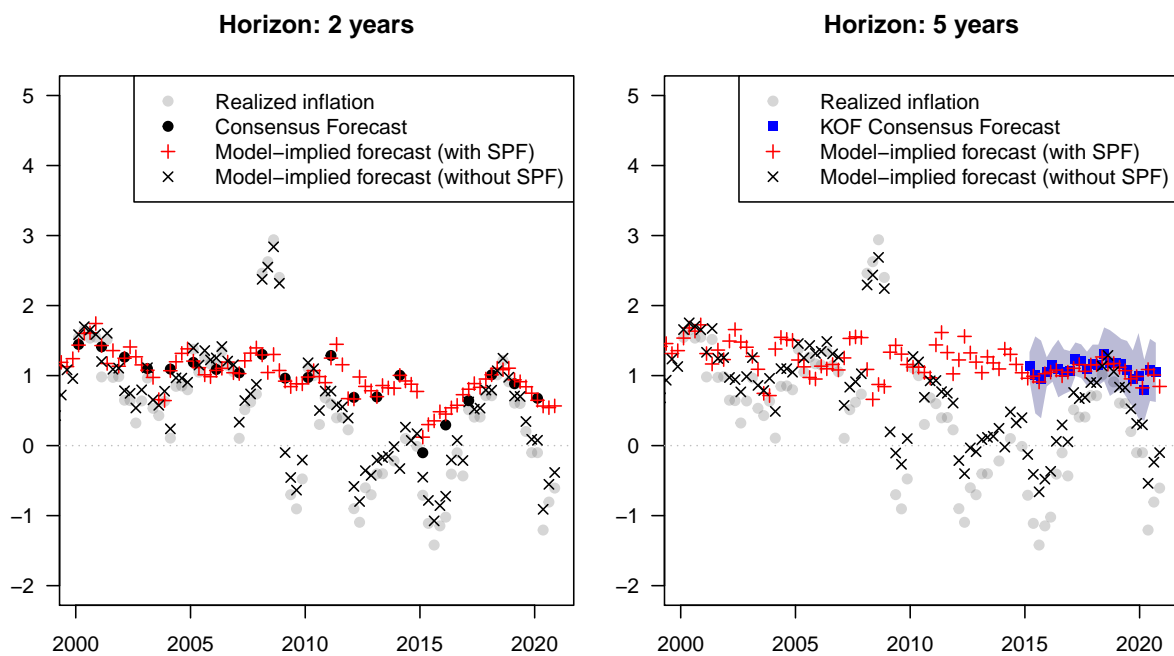 Horizon: 2 years
5
4
3
2
1
0
−1
−2
2000 2005 2010 2015 2020
Realized inflation
Consensus Forecast
Model−implied forecast (with SPF)
Model−implied forecast (without SPF)
Horizon: 5 years
5
4
3
2
1
0
−1
−2
2000 2005 2010 2015 2020
Realized inflation
KOF Consensus Forecast
Model−implied forecast (with SPF)
Model−implied forecast (without SPF)